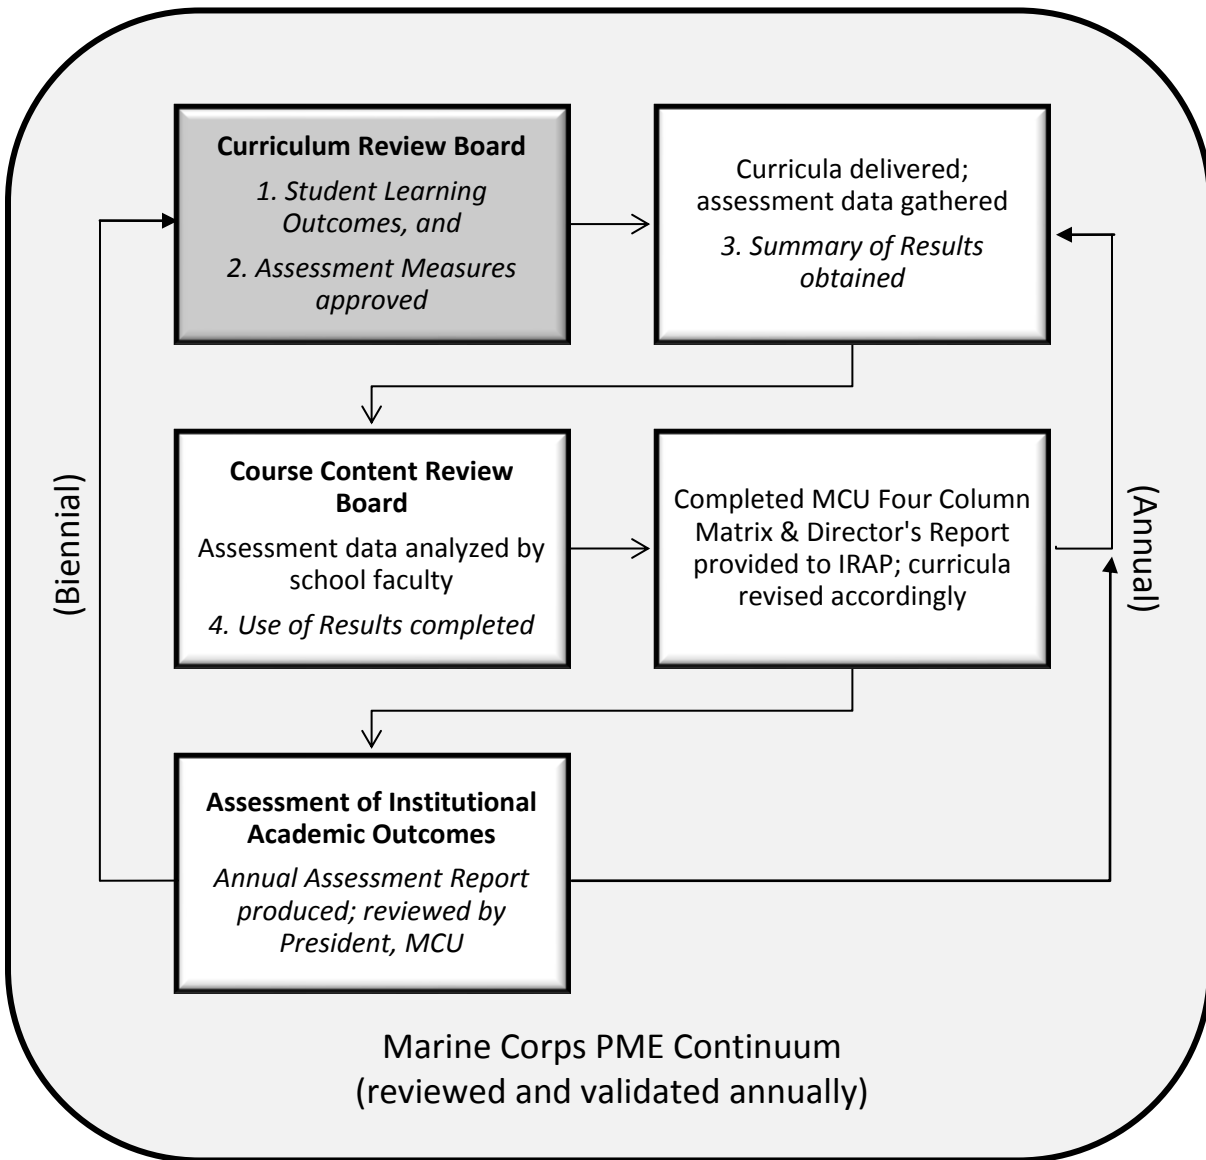 Curriculum Review Board
1. Student Learning
Outcomes, and
2. Assessment Measures
approved
Curricula delivered;
assessment data gathered
3. Summary of Results
obtained
Course Content Review
Board
Assessment data analyzed by
school faculty
4. Use of Results completed
Completed MCU Four Column
Matrix & Director's Report
provided to IRAP; curricula
revised accordingly
(Biennial)
(Annual)
Assessment of Institutional
Academic Outcomes
Annual Assessment Report
produced; reviewed by
President, MCU
Marine Corps PME Continuum
(reviewed and validated annually)